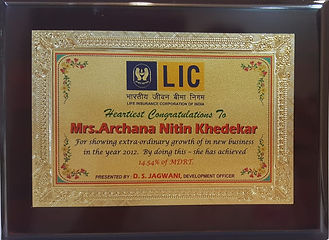 LIC
भारतीय जीवन बीमा निगम
LIFE INSURANCE CORPORATION OF INDIA
Heartiest Congratulations To
Mrs.Archana Nitin Khedekar
For showing extra-ordinary growth of in new business
in the year 2012. By doing this ~ she has achieved
14.54% of MDRT.
PRESENTED BY : D. S. JAGWANI, DEVELOPMENT OFFICER